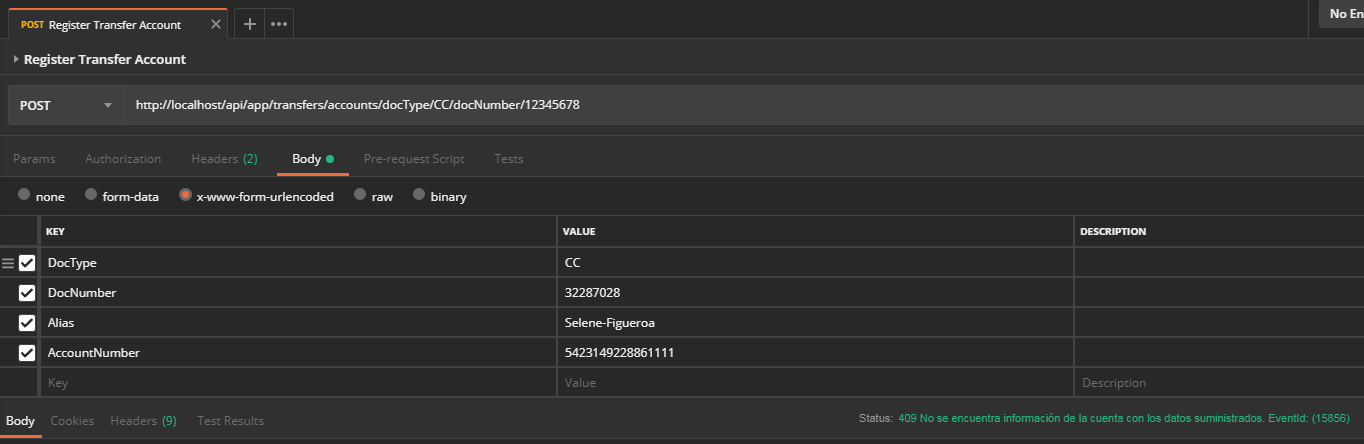 POST Register Transfer Account
No En
Register Transfer Account
POST http://localhost/api/app/transfers/accounts/docType/CC/docNumber/12345678
Params Authorization Headers (2) Body Pre-request Script Tests
none form-data x-www-form-urlencoded raw binary
KEY VALUE DESCRIPTION
DocType CC
DocNumber 32287028
Alias Selene-Figueroa
AccountNumber 5423149228861111
Key Value Description
Body Cookies Headers (9) Test Results Status: 409 No se encuentra información de la cuenta con los datos suministrados. EventId: (15856)